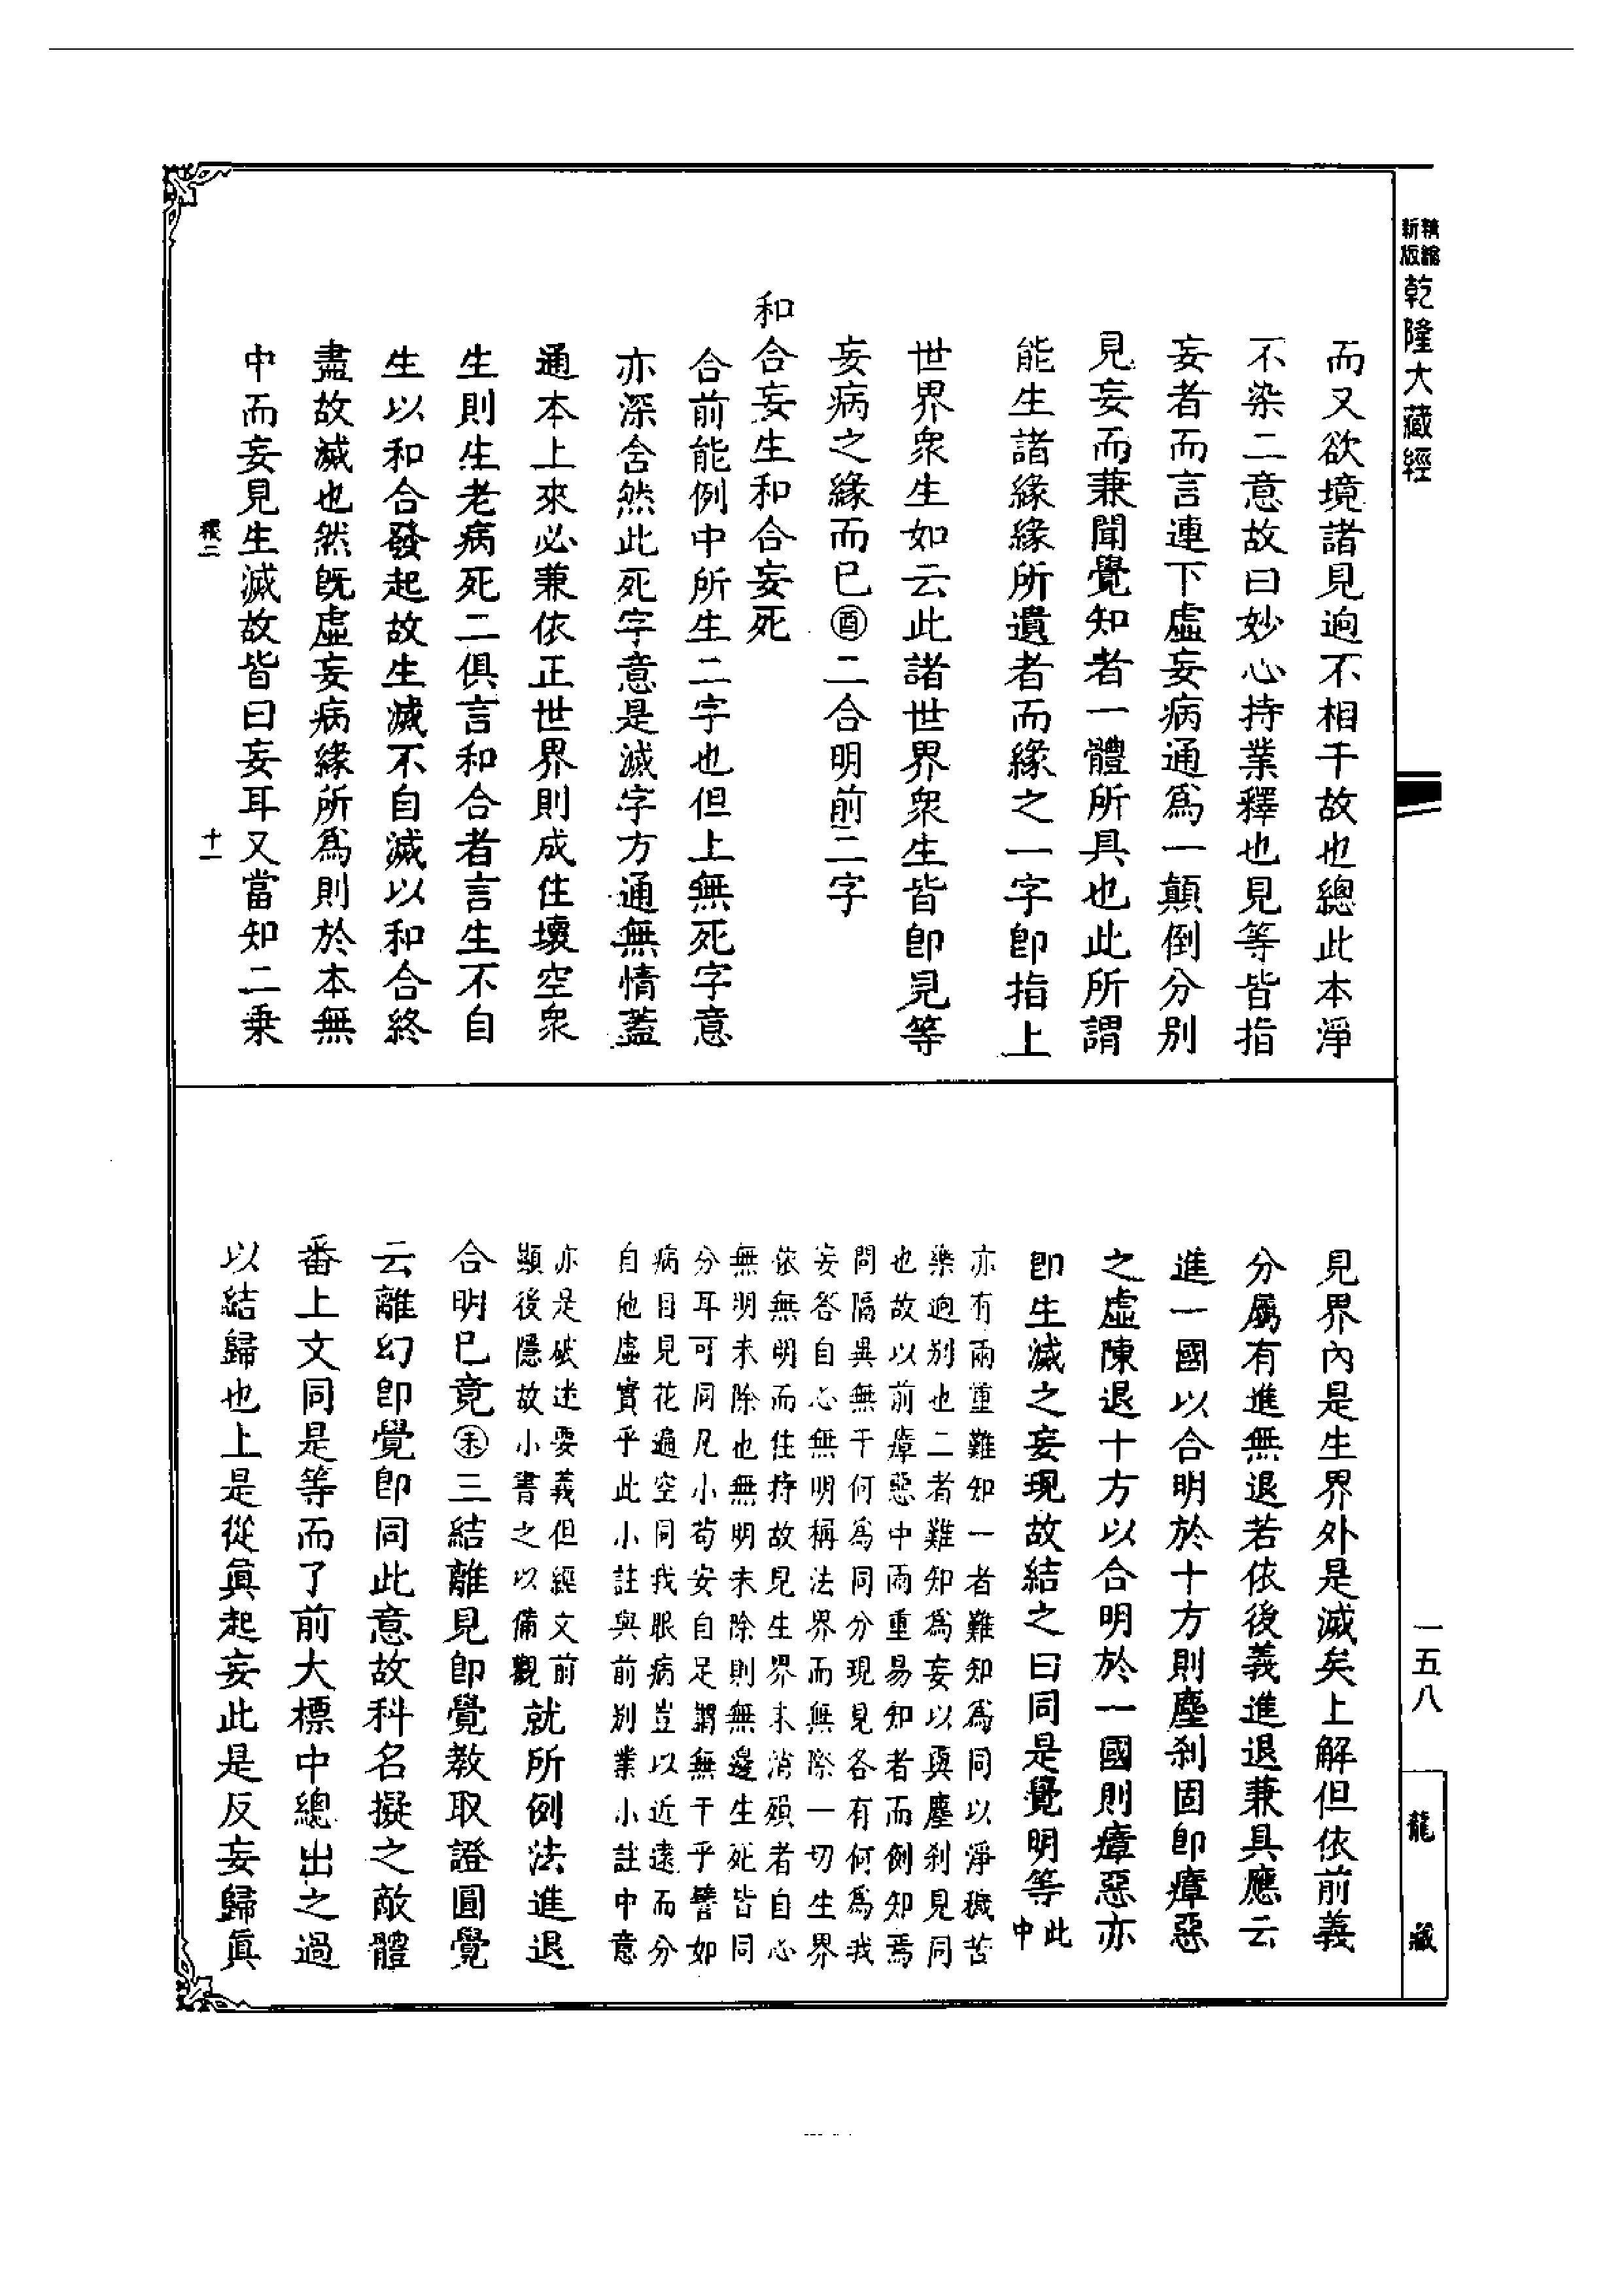 精縮
新版
乾隆大藏經
而又欲境諸見迥不相干故也總此本淨
不染二意故曰妙心持業釋也見等皆指
妄者而言連下虛妄病通為一顛倒分別
見妄而兼聞覺知者一體所具也此所謂
能生諸緣緣所遺者而緣之一字卽指上
世界衆生如云此諸世界衆生皆卽見等
妄病之緣而已㊒二合明前二字
和合妄生和合妄死
合前能例中所生二字也但上無死字意
亦深含然此死字意是滅字方通無情蓋
通本上來必兼依正世界則成住壞空衆
生則生老病死二俱言和合者言生不自
生以和合發起故生滅不自滅以和合終
盡故滅也然旣虛妄病緣所為則於本無
中而妄見生滅故皆曰妄耳又當知二乗
十一
見界內是生界外是滅矣上解但依前義
分屬有進無退若依後義進退兼具應云
進一國以合明於十方則塵刹固卽瘴惡
之虛陳退十方以合明於一國則瘴惡亦
卽生滅之妄現故結之曰同是覺明等此
中
亦有兩重難知一者難知為同以淨穢苦
樂迥別也二者難知為妄以與塵刹見同
也故以前瘴惡中兩重易知者而例知焉
問隔異無干何為同分現見各有何為我
妄答自心無明稱法界而無際一切生界
依無明而住持故見生界未消殞者自心
無明未除也無明未除則無邊生死皆同
分耳可同凡小苟安自足謂無干乎譬如
病目見花遍空同我眼病豈以近遠而分
自他虛實乎此小註與前別業小註中意
亦是破述要義但經文前
顯後隱故小書之以備觀就所例法進退
合明已竟㊍三結離見卽覺教取證圓覺
云離幻卽覺卽同此意故科名擬之敵體
番上文同是等而了前大標中總出之過
以結歸也上是從眞起妄此是反妄歸眞
一五八
龍
藏